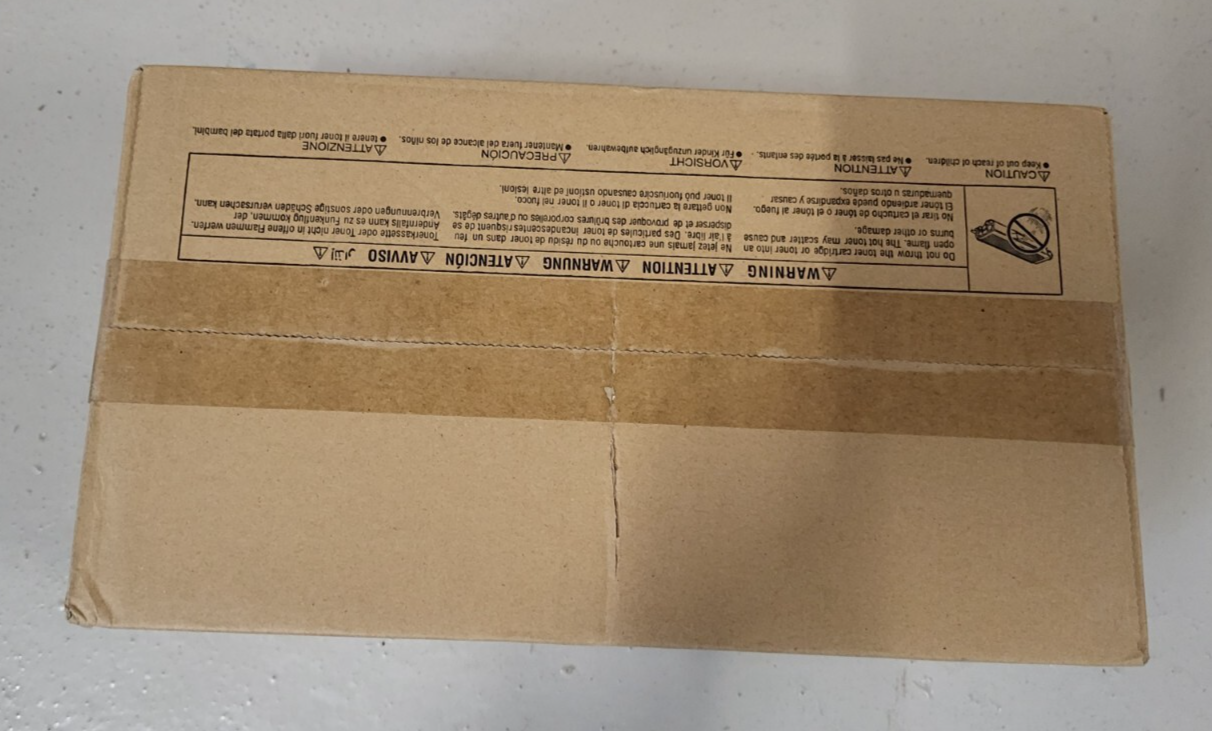 ⚠WARNING ⚠ATTENTION ⚠WARNUNG ⚠ATENCIÓN ⚠AVVISO ⚠إنذار
Do not throw the toner cartridge or toner into an
open flame. The hot toner may scatter and cause
burns or other damage.
No tirar el cartucho de tóner o el tóner al fuego.
El tóner ardiendo puede expandirse y causar
quemaduras u otros daños.
Ne jetez jamais une cartouche ou du résidu de toner dans un feu
à l'air libre. Des particules de toner incandescentes risquent de se
disperser et de provoquer des brûlures corporelles ou d'autres dégâts.
Non gettare la cartuccia di toner o il toner nel fuoco.
Il toner può fuoriuscire causando ustioni ed altre lesioni.
Tonerkassette oder Toner nicht in offene Flammen werfen.
Andernfalls kann es zu Funkenflug kommen, der
Verbrennungen oder sonstige Schäden verursachen kann.
⚠CAUTION
● Keep out of reach of children.
⚠ATTENTION
● Ne pas laisser à la portée des enfants.
⚠VORSICHT
● Für Kinder unzugänglich aufbewahren.
⚠PRECAUCIÓN
● Mantener fuera del alcance de los niños.
⚠ATTENZIONE
● tenere il toner fuori dalla portata dei bambini.